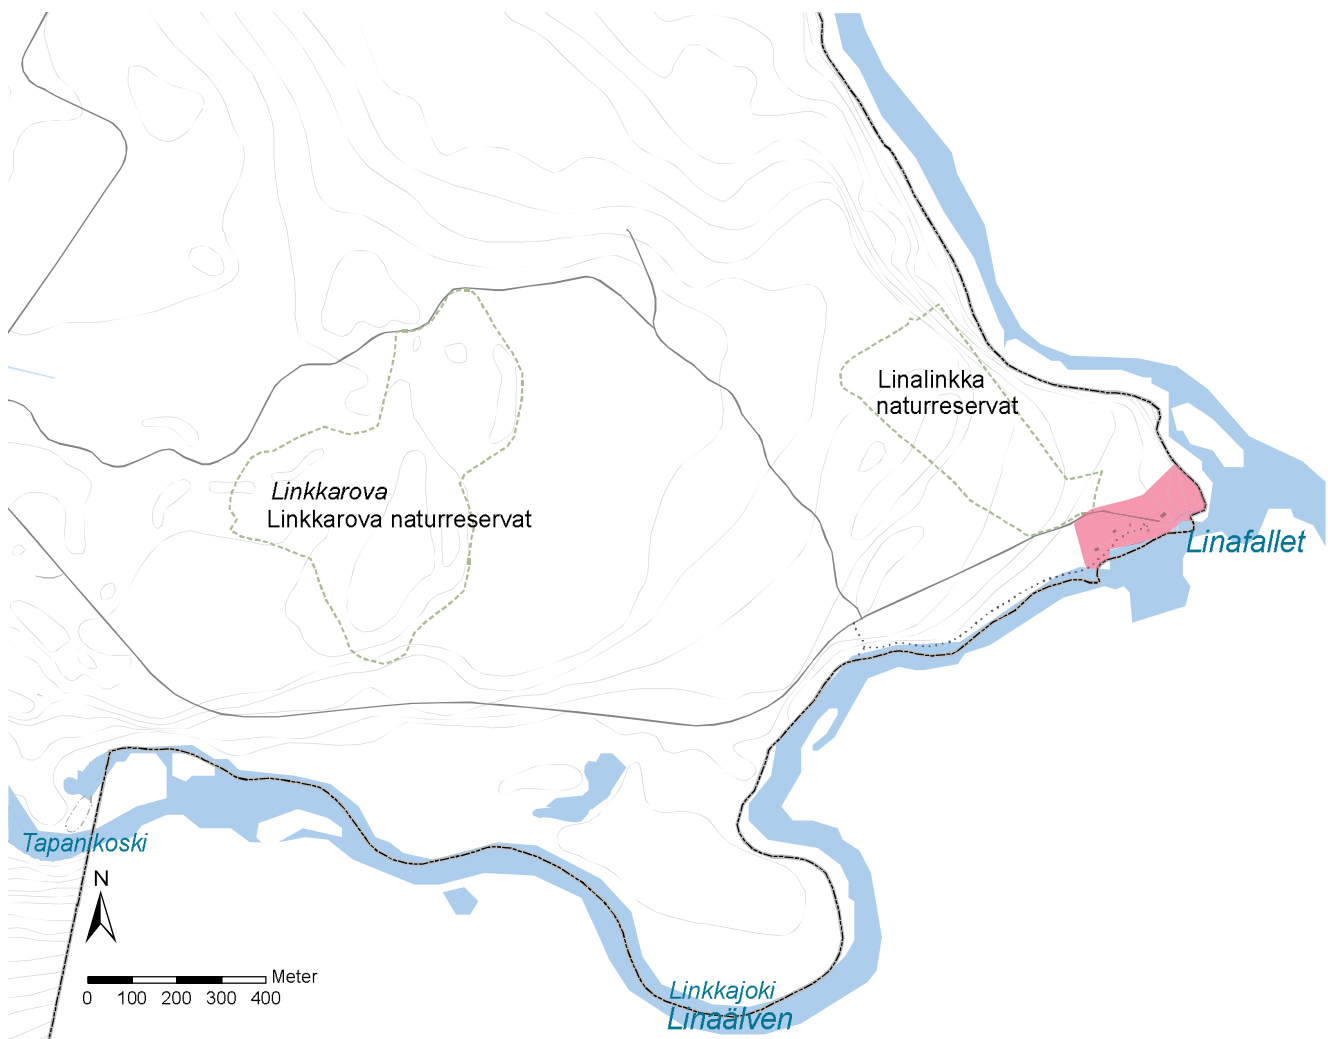 Linalinkka
naturreservat
Linkkarova
Linkkarova naturreservat
Linafallet
Tapanikoski
N
Meter
0 100 200 300 400
Linkkajoki
Linaälven